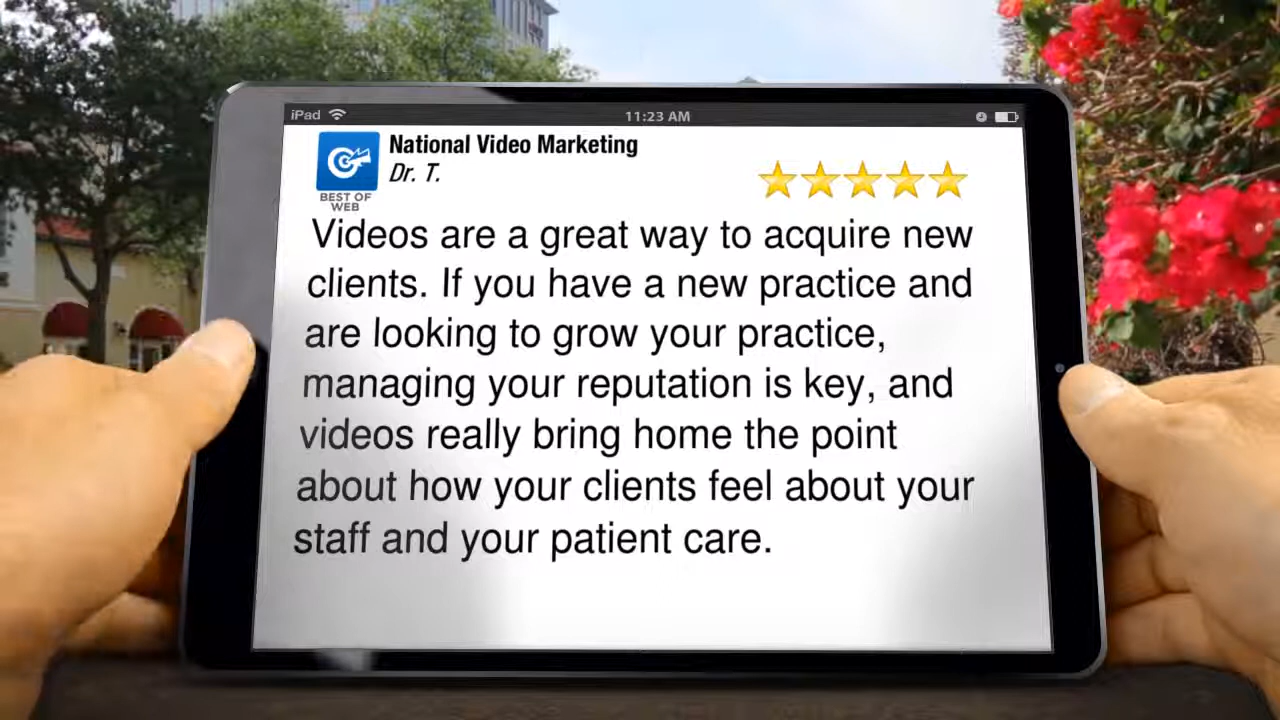 iPad 11:23 AM
National Video Marketing
Dr. T.
BEST OF
WEB
Videos are a great way to acquire new
clients. If you have a new practice and
are looking to grow your practice,
managing your reputation is key, and
videos really bring home the point
about how your clients feel about your
staff and your patient care.